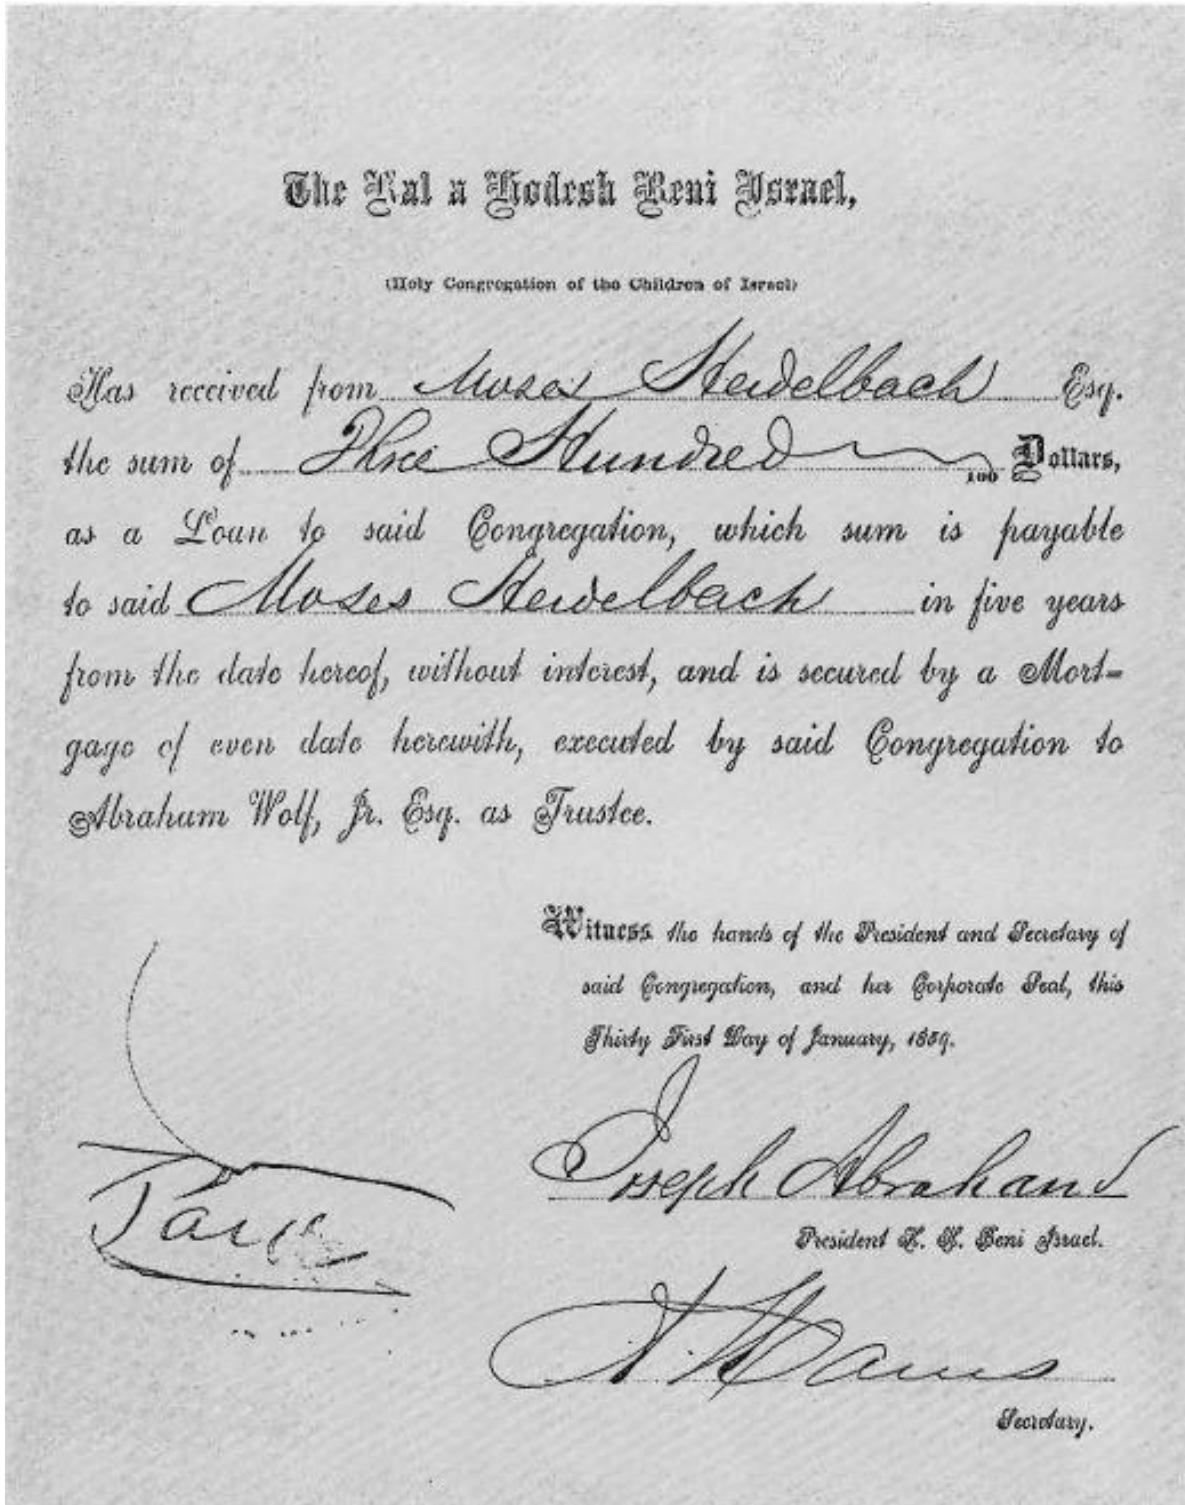 The Kal a Kodesh Beni Israel,
(Holy Congregation of the Children of Israel)
Has received from Moses Heidelbach Esq.
the sum of Three Hundred 100 Dollars,
as a Loan to said Congregation, which sum is payable
to said Moses Heidelbach in five years
from the date hereof, without interest, and is secured by a Mort-
gage of even date herewith, executed by said Congregation to
Abraham Wolf, Jr. Esq. as Trustee.
Witness the hands of the President and Secretary of
said Congregation, and her Corporate Seal, this
Thirty First Day of January, 1859.
Joseph Abraham
President K. K. Beni Israel.
Secretary.